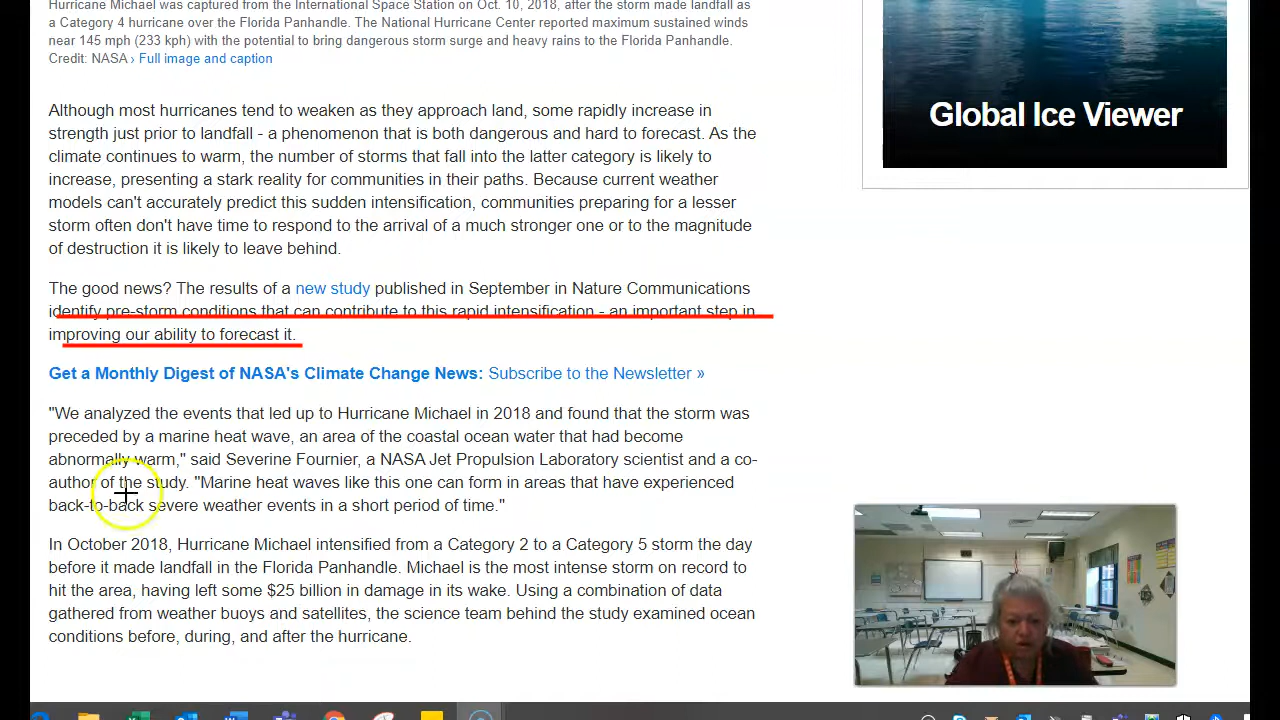 Hurricane Michael was captured from the International Space Station on Oct. 10, 2018, after the storm made landfall as
a Category 4 hurricane over the Florida Panhandle. The National Hurricane Center reported maximum sustained winds
near 145 mph (233 kph) with the potential to bring dangerous storm surge and heavy rains to the Florida Panhandle.
Credit: NASA › Full image and caption
Global Ice Viewer
Although most hurricanes tend to weaken as they approach land, some rapidly increase in
strength just prior to landfall - a phenomenon that is both dangerous and hard to forecast. As the
climate continues to warm, the number of storms that fall into the latter category is likely to
increase, presenting a stark reality for communities in their paths. Because current weather
models can't accurately predict this sudden intensification, communities preparing for a lesser
storm often don't have time to respond to the arrival of a much stronger one or to the magnitude
of destruction it is likely to leave behind.
The good news? The results of a new study published in September in Nature Communications
identify pre-storm conditions that can contribute to this rapid intensification - an important step in
improving our ability to forecast it.
Get a Monthly Digest of NASA's Climate Change News: Subscribe to the Newsletter »
"We analyzed the events that led up to Hurricane Michael in 2018 and found that the storm was
preceded by a marine heat wave, an area of the coastal ocean water that had become
abnormally warm," said Severine Fournier, a NASA Jet Propulsion Laboratory scientist and a co-
author of the study. "Marine heat waves like this one can form in areas that have experienced
back-to-back severe weather events in a short period of time."
In October 2018, Hurricane Michael intensified from a Category 2 to a Category 5 storm the day
before it made landfall in the Florida Panhandle. Michael is the most intense storm on record to
hit the area, having left some $25 billion in damage in its wake. Using a combination of data
gathered from weather buoys and satellites, the science team behind the study examined ocean
conditions before, during, and after the hurricane.